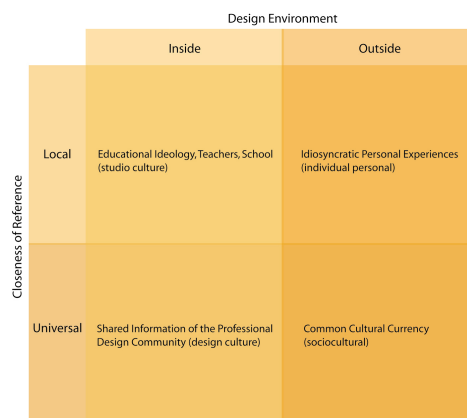 Design Environment
Inside
Outside
Closeness of Reference
Local
Educational Ideology, Teachers, School
(studio culture)
Idiosyncratic Personal Experiences
(individual personal)
Universal
Shared Information of the Professional
Design Community (design culture)
Common Cultural Currency
(sociocultural)